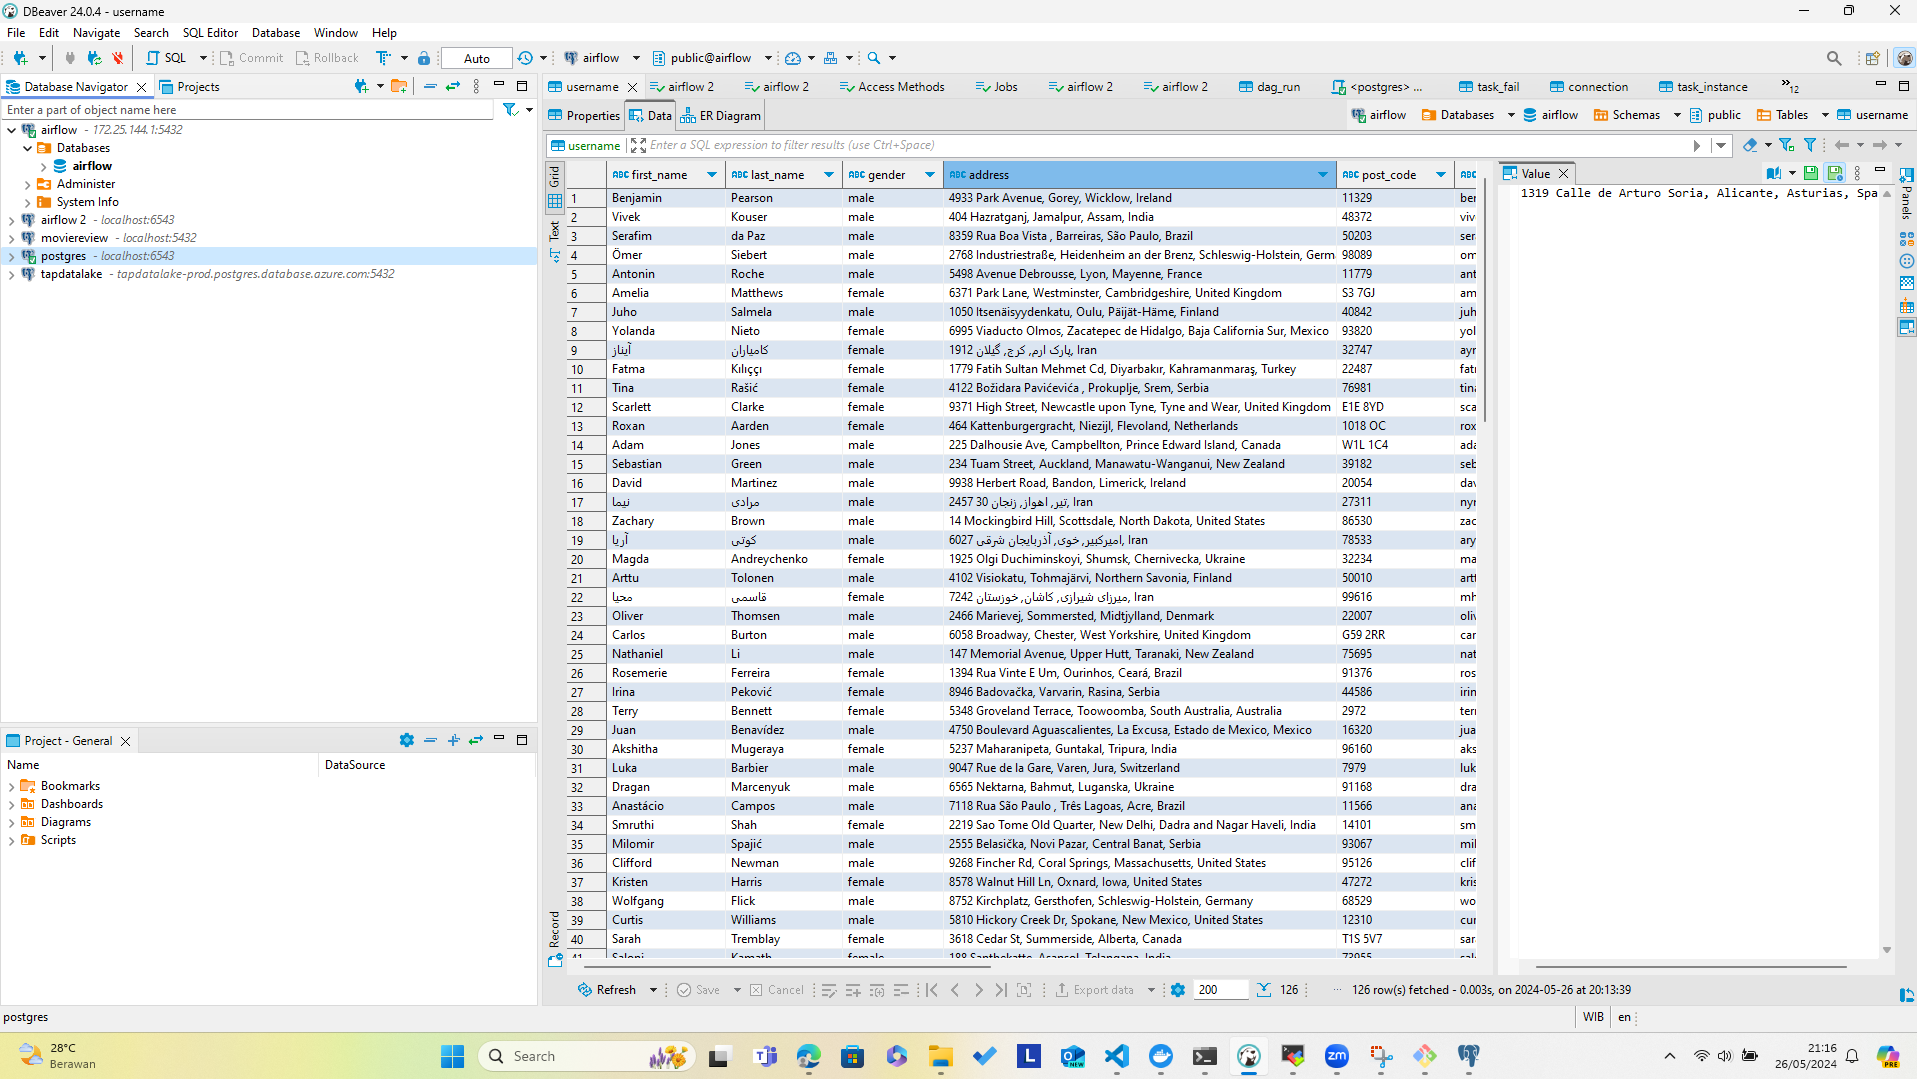 DBeaver 24.0.4 - username
File Edit Navigate Search SQL Editor Database Window Help
SQL Commit Rollback Auto airflow public@airflow
Database Navigator Projects
Enter a part of object name here
airflow - 172.25.144.1:5432
Databases
airflow
Administer
System Info
airflow 2 - localhost:6543
moviereview - localhost:5432
postgres - localhost:6543
tapdatalake - tapdatalake-prod.postgres.database.azure.com:5432
Project - General
Name DataSource
Bookmarks
Dashboards
Diagrams
Scripts
username airflow 2 airflow 2 Access Methods Jobs airflow 2 airflow 2 dag_run <postgres> ... task_fail connection task_instance 12
Properties Data ER Diagram airflow Databases airflow Schemas public Tables username
username Enter a SQL expression to filter results (use Ctrl+Space)
Grid
Text
Record
ABC first_name ABC last_name ABC gender ABC address ABC post_code ABC
1 Benjamin Pearson male 4933 Park Avenue, Gorey, Wicklow, Ireland 11329 ber
2 Vivek Kouser male 404 Hazratganj, Jamalpur, Assam, India 48372 viv
3 Serafim da Paz male 8359 Rua Boa Vista , Barreiras, São Paulo, Brazil 50203 ser
4 Ömer Siebert male 2768 Industriestraße, Heidenheim an der Brenz, Schleswig-Holstein, Germ 98089 om
5 Antonin Roche male 5498 Avenue Debrousse, Lyon, Mayenne, France 11779 ant
6 Amelia Matthews female 6371 Park Lane, Westminster, Cambridgeshire, United Kingdom S3 7GJ am
7 Juho Salmela male 1050 Itsenäisyydenkatu, Oulu, Päijät-Häme, Finland 40842 juh
8 Yolanda Nieto female 6995 Viaducto Olmos, Zacatepec de Hidalgo, Baja California Sur, Mexico 93820 yol
9 آیناز کامیاران female 1912 پارک ارم, کرج, گیلان, Iran 32747 ayr
10 Fatma Kılıççı female 1779 Fatih Sultan Mehmet Cd, Diyarbakır, Kahramanmaraş, Turkey 22487 fatr
11 Tina Rašić female 4122 Božidara Pavićevića , Prokuplje, Srem, Serbia 76981 tina
12 Scarlett Clarke female 9371 High Street, Newcastle upon Tyne, Tyne and Wear, United Kingdom E1E 8YD sca
13 Roxan Aarden female 464 Kattenburgergracht, Niezijl, Flevoland, Netherlands 1018 OC rox
14 Adam Jones male 225 Dalhousie Ave, Campbellton, Prince Edward Island, Canada W1L 1C4 ada
15 Sebastian Green male 234 Tuam Street, Auckland, Manawatu-Wanganui, New Zealand 39182 seb
16 David Martinez male 9938 Herbert Road, Bandon, Limerick, Ireland 20054 dav
17 نیما مرادی male 2457 30 تیر, اهواز, زنجان, Iran 27311 nyr
18 Zachary Brown male 14 Mockingbird Hill, Scottsdale, North Dakota, United States 86530 zac
19 آریا کوتی male 6027 امیرکبیر, خوی, آذربایجان شرقی, Iran 78533 ary
20 Magda Andreychenko female 1925 Olgi Duchiminskoyi, Shumsk, Chernivecka, Ukraine 32234 ma
21 Arttu Tolonen male 4102 Visiokatu, Tohmajärvi, Northern Savonia, Finland 50010 artt
22 محیا قاسمی female 7242 میرزای شیرازی, کاشان, خوزستان, Iran 99616 mh
23 Oliver Thomsen male 2466 Marievej, Sommersted, Midtjylland, Denmark 22007 oliv
24 Carlos Burton male 6058 Broadway, Chester, West Yorkshire, United Kingdom G59 2RR car
25 Nathaniel Li male 147 Memorial Avenue, Upper Hutt, Taranaki, New Zealand 75695 nat
26 Rosemerie Ferreira female 1394 Rua Vinte E Um, Ourinhos, Ceará, Brazil 91376 ros
27 Irina Peković female 8946 Badovačka, Varvarin, Rasina, Serbia 44586 irin
28 Terry Bennett female 5348 Groveland Terrace, Toowoomba, South Australia, Australia 2972 terr
29 Juan Benavídez male 4750 Boulevard Aguascalientes, La Excusa, Estado de Mexico, Mexico 16320 jua
30 Akshitha Mugeraya female 5237 Maharanipeta, Guntakal, Tripura, India 96160 aks
31 Luka Barbier male 9047 Rue de la Gare, Varen, Jura, Switzerland 7979 luk
32 Dragan Marcenyuk male 6565 Nektarna, Bahmut, Luganska, Ukraine 91168 dra
33 Anastácio Campos male 7118 Rua São Paulo , Três Lagoas, Acre, Brazil 11566 ana
34 Smruthi Shah female 2219 Sao Tome Old Quarter, New Delhi, Dadra and Nagar Haveli, India 14101 sm
35 Milomir Spajić male 2555 Belasička, Novi Pazar, Central Banat, Serbia 93067 mil
36 Clifford Newman male 9268 Fincher Rd, Coral Springs, Massachusetts, United States 95126 clif
37 Kristen Harris female 8578 Walnut Hill Ln, Oxnard, Iowa, United States 47272 kris
38 Wolfgang Flick male 8752 Kirchplatz, Gersthofen, Schleswig-Holstein, Germany 68529 wo
39 Curtis Williams male 5810 Hickory Creek Dr, Spokane, New Mexico, United States 12310 cur
40 Sarah Tremblay female 3618 Cedar St, Summerside, Alberta, Canada T1S 5V7 sar
41 Saloni Kamath female 188 Santhekatte, Asansol, Telangana, India 73955 sal
Value
1319 Calle de Arturo Soria, Alicante, Asturias, Spa
Panels
Refresh Save Cancel Export data 200 126 ... 126 row(s) fetched - 0.003s, on 2024-05-26 at 20:13:39
postgres WIB en
28°C
Berawan
Search
NEW
zm
21:16
26/05/2024
PRE